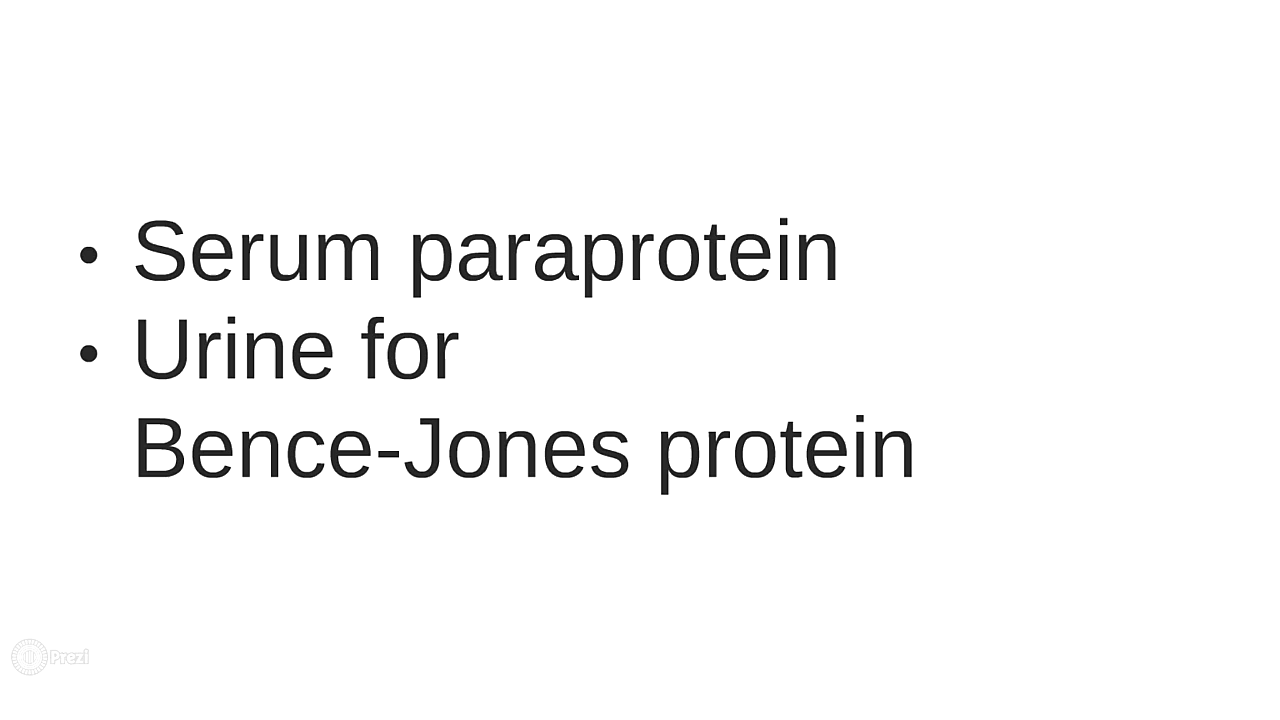 • Serum paraprotein
• Urine for
Bence-Jones protein
Prezi